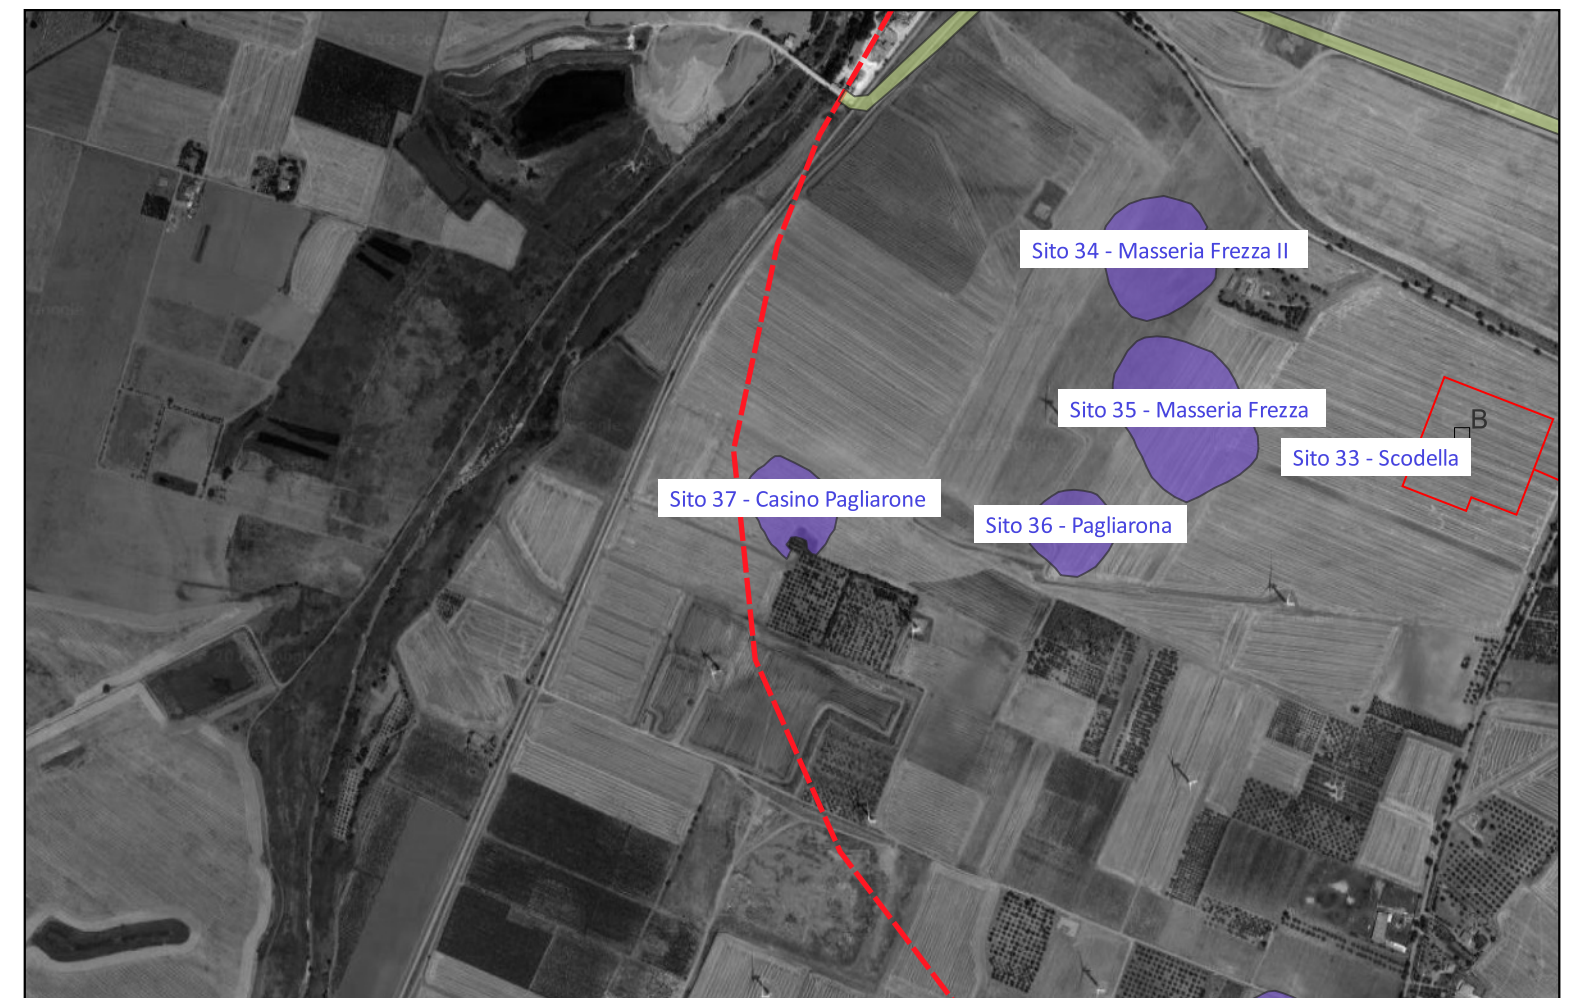 Sito 34 - Masseria Frezza II
Sito 35 - Masseria Frezza
B
Sito 33 - Scodella
Sito 37 - Casino Pagliarone
Sito 36 - Pagliarona